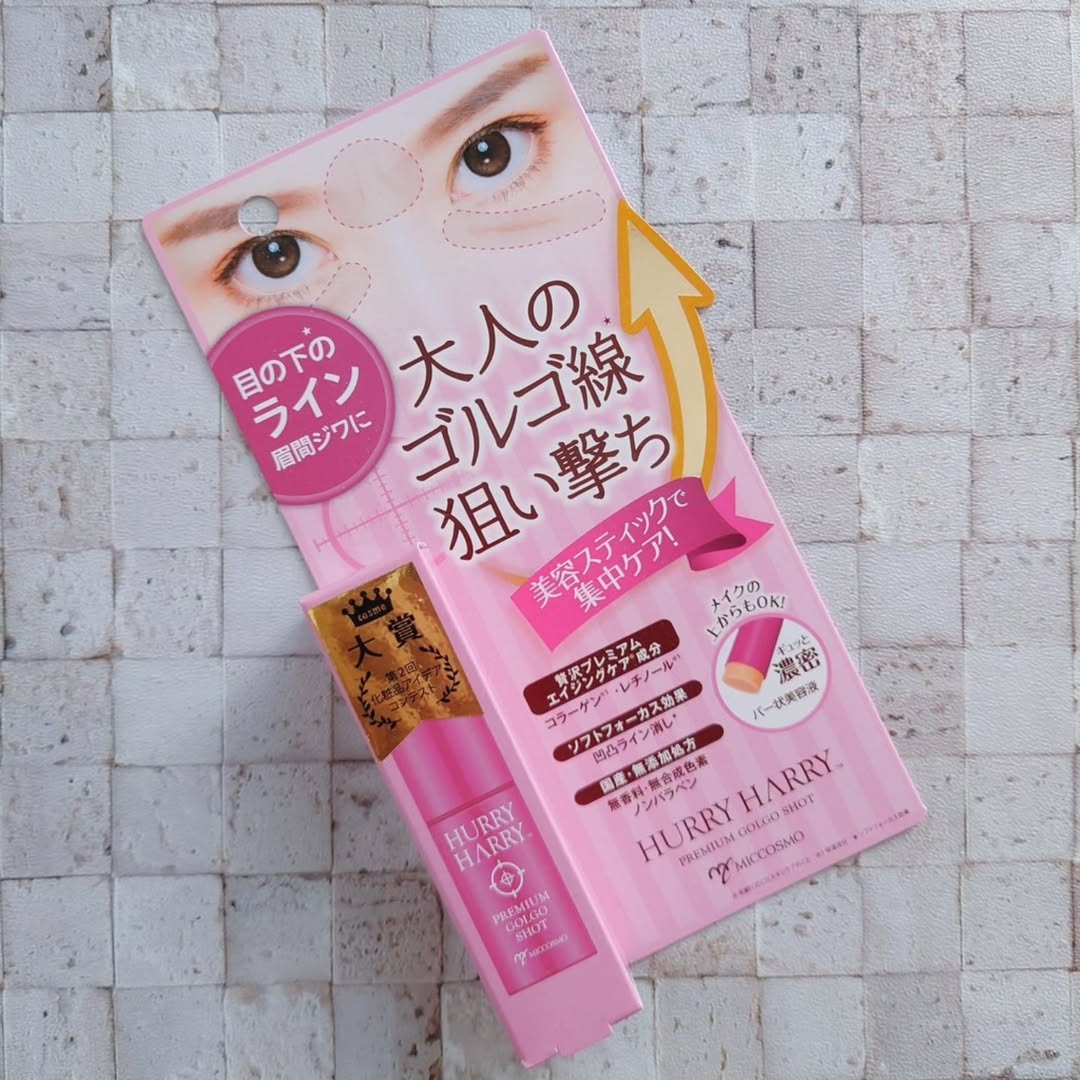 目の下の
ライン
眉間ジワに
大人の
ゴルゴ線
狙い撃ち
美容スティックで
集中ケア!
メイクの
上からもOK!
ギュッと
濃密
バー状美容液
贅沢プレミアム
エイジングケア*成分
コラーゲン*¹・レチノール*¹
ソフトフォーカス効果
凹凸ライン消し*
国産・無添加処方
無香料・無合成色素
ノンパラベン
HURRY HARRY™
PREMIUM GOLGO SHOT
MICCOSMO
cosme
大賞
第2回
化粧品アイデア
コンテスト
HURRY
HARRY™
PREMIUM
GOLGO
SHOT
MICCOSMO